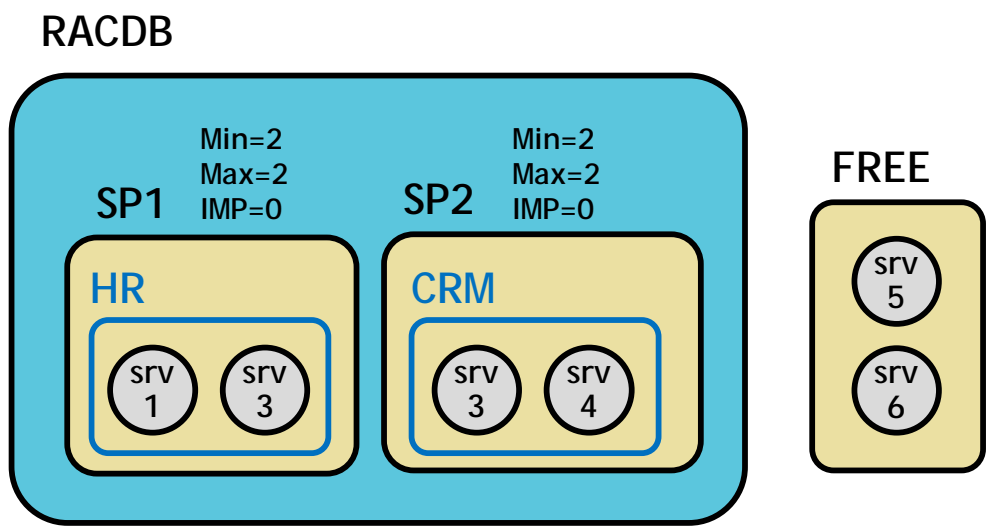 RACDB
SP1
Min=2
Max=2
IMP=0
HR
srv
1
srv
3
SP2
Min=2
Max=2
IMP=0
CRM
srv
3
srv
4
FREE
srv
5
srv
6